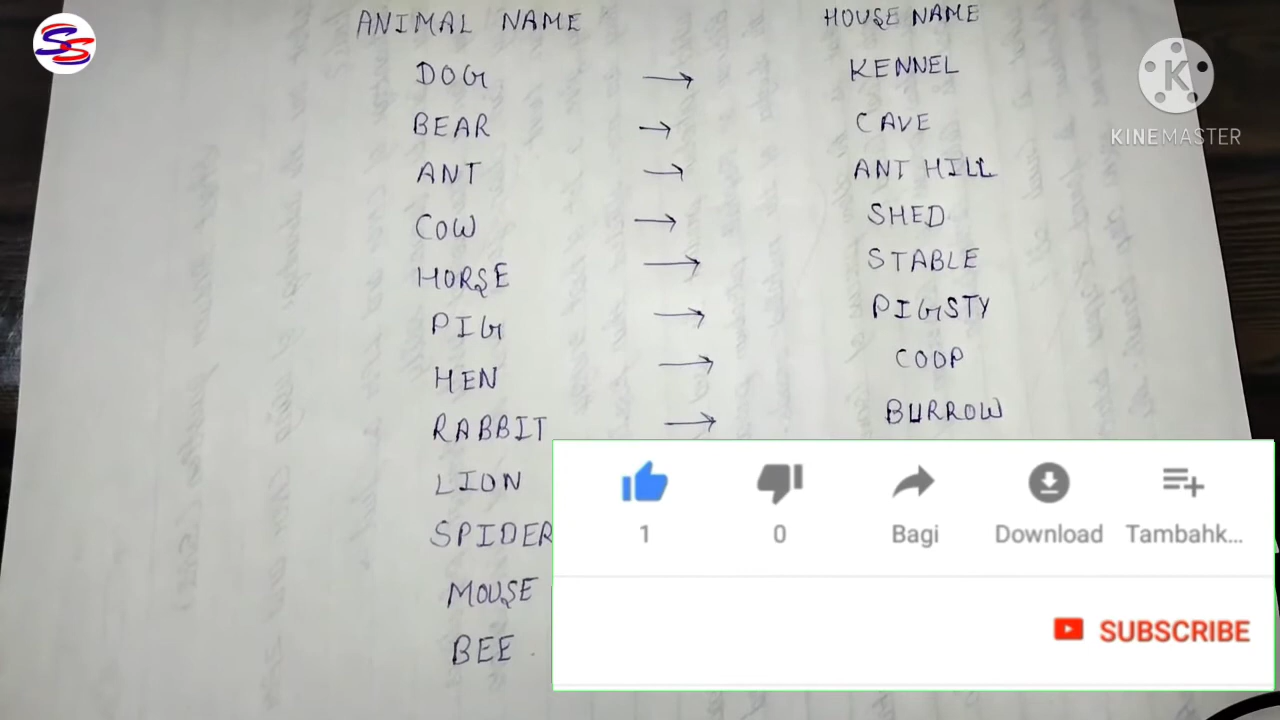 ANIMAL NAME HOUSE NAME
DOG → KENNEL
BEAR → CAVE
ANT → ANT HILL
COW → SHED
HORSE → STABLE
PIG → PIGSTY
HEN → COOP
RABBIT → BURROW
LION
SPIDER
MOUSE
BEE
SS
K
KINEMASTER
1 0 Bagi Download Tambahk...
SUBSCRIBE